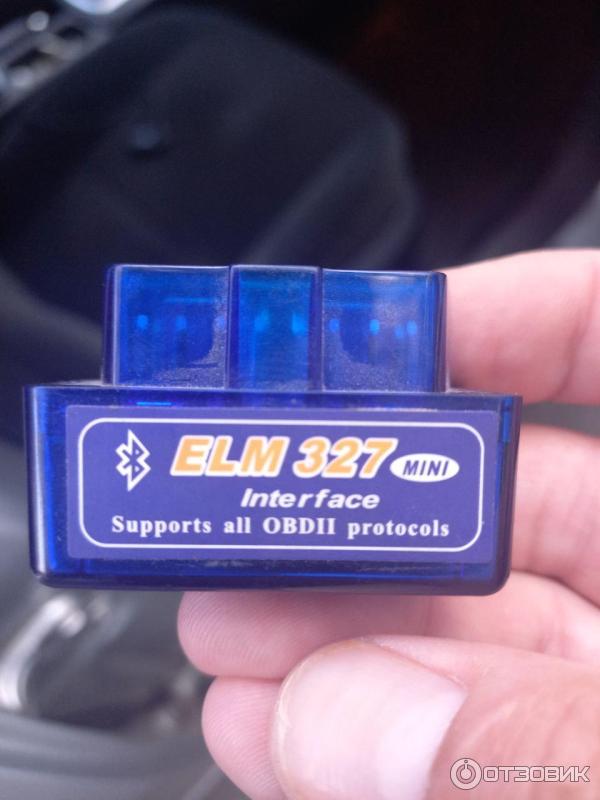 ELM 327 MINI
Interface
Supports all OBDII protocols
ОТЗОВИК